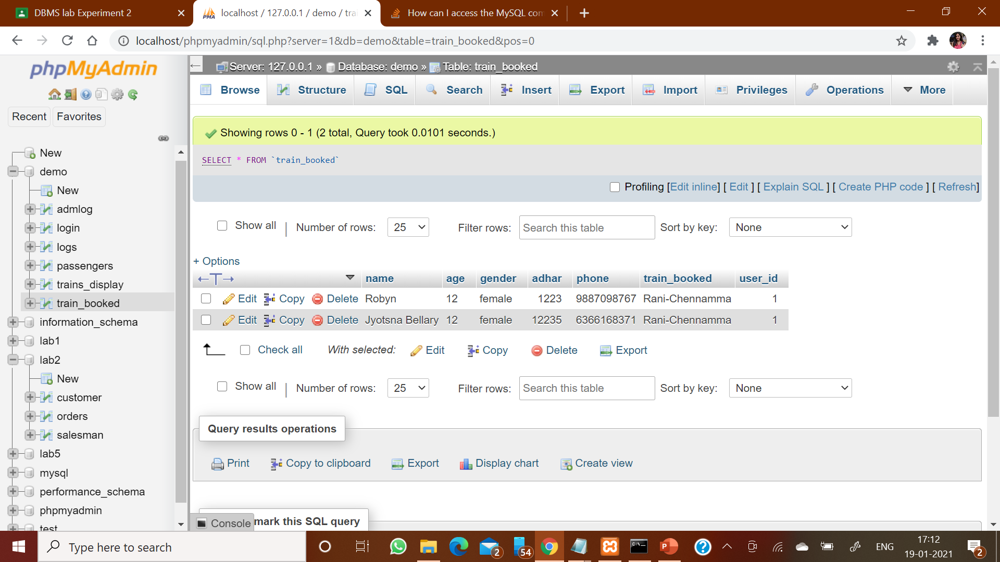 DBMS lab Experiment 2
localhost / 127.0.0.1 / demo / trai
How can I access the MySQL com
localhost/phpmyadmin/sql.php?server=1&db=demo&table=train_booked&pos=0
phpMyAdmin
Recent Favorites
New
demo
New
admlog
login
logs
passengers
trains_display
train_booked
information_schema
lab1
lab2
New
customer
orders
salesman
lab5
mysql
performance_schema
phpmyadmin
test
Server: 127.0.0.1 » Database: demo » Table: train_booked
Browse Structure SQL Search Insert Export Import Privileges Operations More
Showing rows 0 - 1 (2 total, Query took 0.0101 seconds.)
SELECT * FROM `train_booked`
Profiling [Edit inline] [ Edit ] [ Explain SQL ] [ Create PHP code ] [ Refresh]
Show all | Number of rows: 25 Filter rows: Search this table Sort by key: None
+ Options
←T→ name age gender adhar phone train_booked user_id
Edit Copy Delete Robyn 12 female 1223 9887098767 Rani-Chennamma 1
Edit Copy Delete Jyotsna Bellary 12 female 12235 6366168371 Rani-Chennamma 1
Check all With selected: Edit Copy Delete Export
Show all | Number of rows: 25 Filter rows: Search this table Sort by key: None
Query results operations
Print Copy to clipboard Export Display chart Create view
Console mark this SQL query
Type here to search
2
54
ENG
17:12
19-01-2021
2